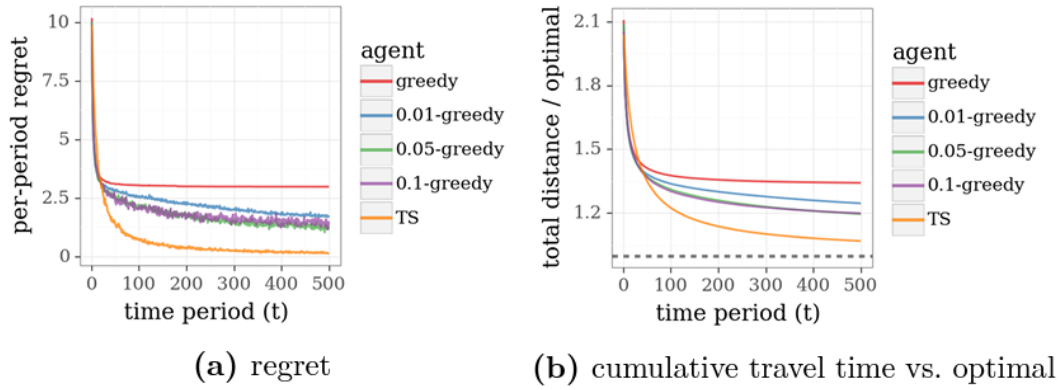 per-period regret
10
7.5
5
2.5
0
0 100 200 300 400 500
time period (t)
agent
greedy
0.01-greedy
0.05-greedy
0.1-greedy
TS
(a) regret
total distance / optimal
2.1
1.8
1.5
1.2
0 100 200 300 400 500
time period (t)
agent
greedy
0.01-greedy
0.05-greedy
0.1-greedy
TS
(b) cumulative travel time vs. optimal